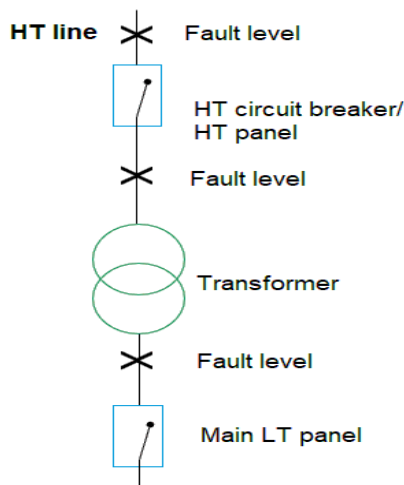 HT line
Fault level
HT circuit breaker/
HT panel
Fault level
Transformer
Fault level
Main LT panel